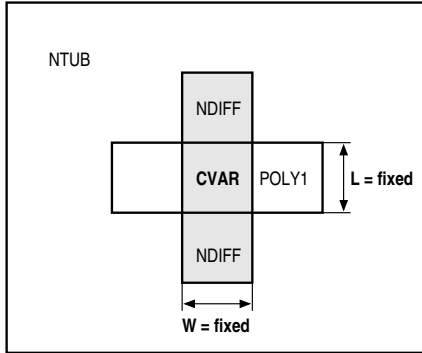 NTUB
NDIFF
CVAR
POLY1
L = fixed
NDIFF
W = fixed